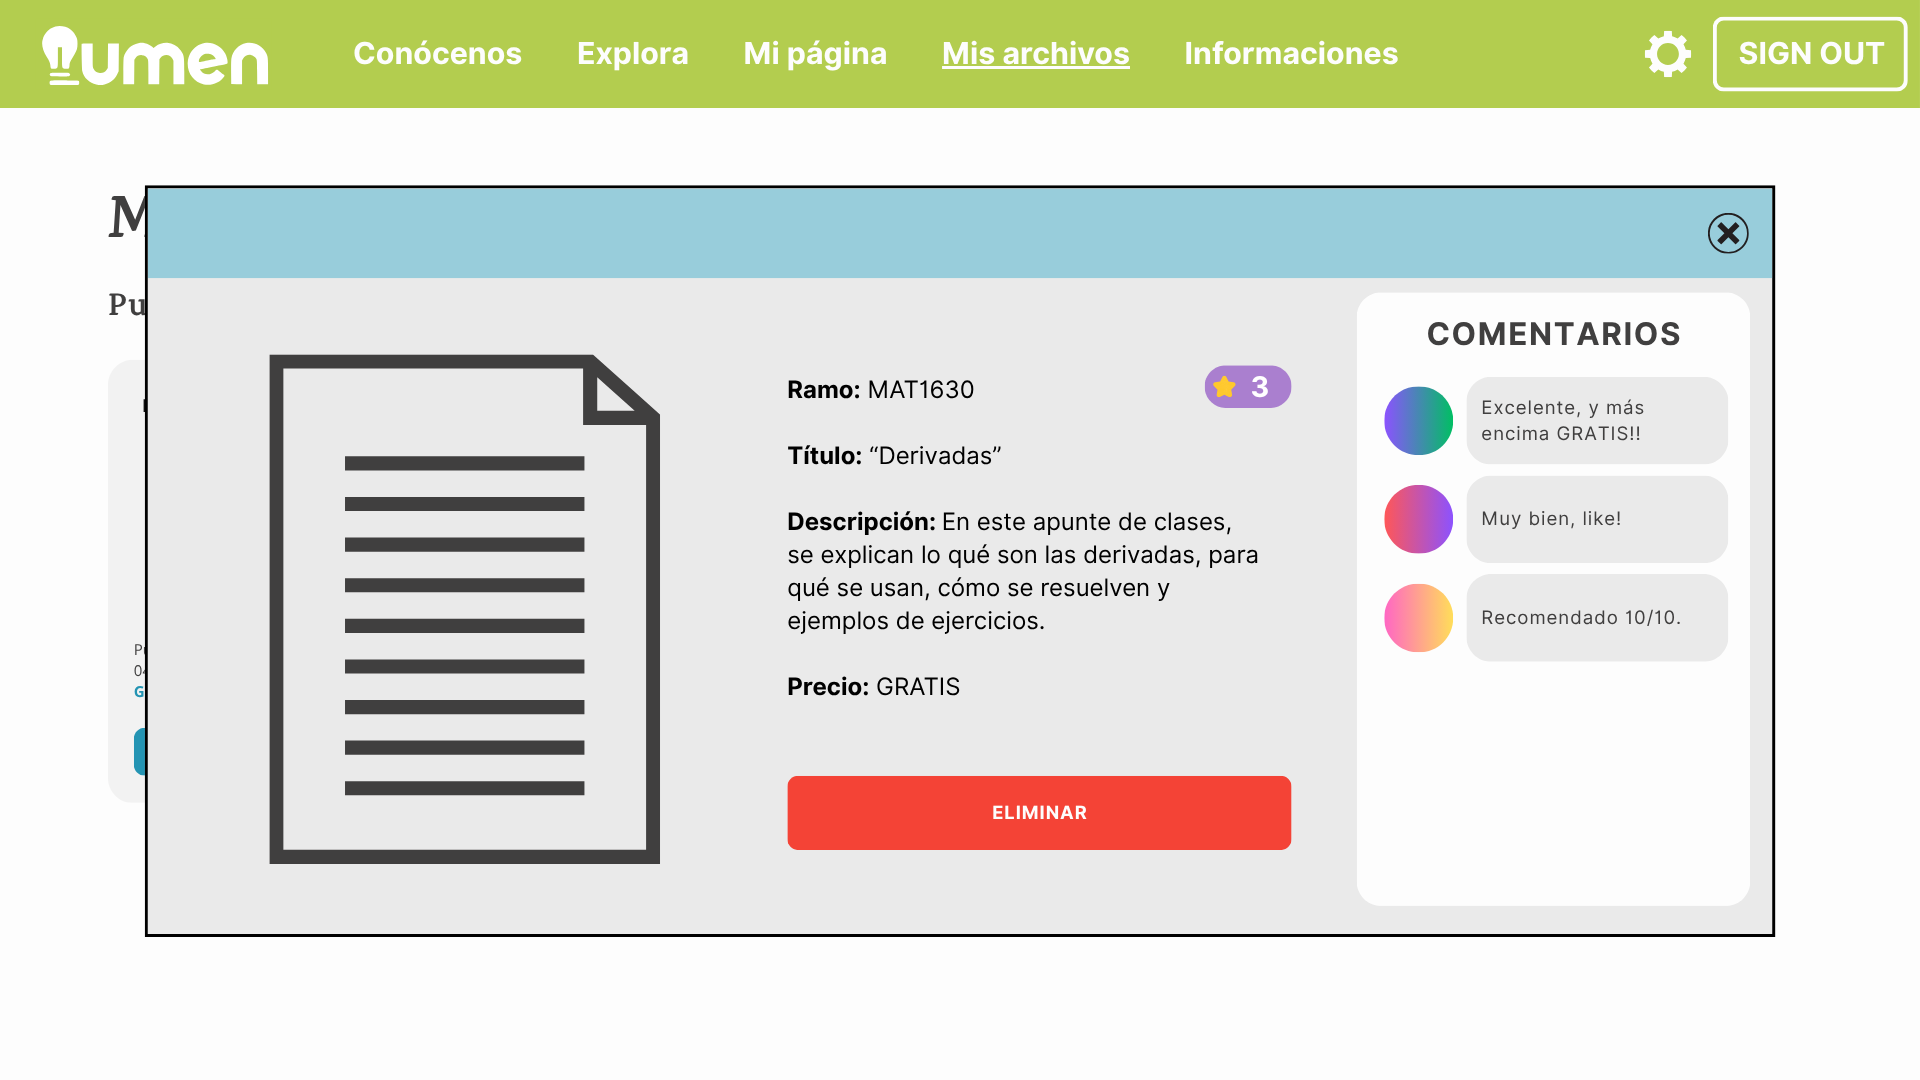 Lumen
Conócenos
Explora
Mi página
Mis archivos
Informaciones
SIGN OUT
Ramo: MAT1630
3
Título: “Derivadas”
Descripción: En este apunte de clases,
se explican lo qué son las derivadas, para
qué se usan, cómo se resuelven y
ejemplos de ejercicios.
Precio: GRATIS
ELIMINAR
COMENTARIOS
Excelente, y más
encima GRATIS!!
Muy bien, like!
Recomendado 10/10.